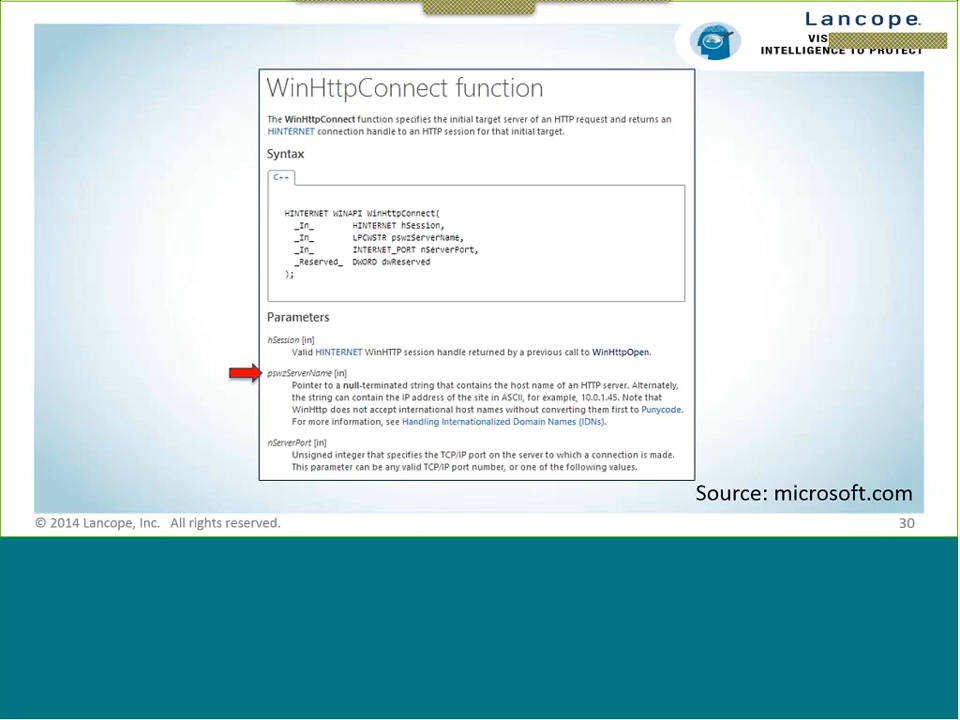 Lancope.
VIS
INTELLIGENCE TO PROTECT
WinHttpConnect function
The WinHttpConnect function specifies the initial target server of an HTTP request and returns an
HINTERNET connection handle to an HTTP session for that initial target.
Syntax
C++
HINTERNET WINAPI WinHttpConnect(
_In_ HINTERNET hSession,
_In_ LPCWSTR pswzServerName,
_In_ INTERNET_PORT nServerPort,
_Reserved_ DWORD dwReserved
);
Parameters
hSession [in]
Valid HINTERNET WinHTTP session handle returned by a previous call to WinHttpOpen.
pswzServerName [in]
Pointer to a null-terminated string that contains the host name of an HTTP server. Alternately,
the string can contain the IP address of the site in ASCII, for example, 10.0.1.45. Note that
WinHttp does not accept international host names without converting them first to Punycode.
For more information, see Handling Internationalized Domain Names (IDNs).
nServerPort [in]
Unsigned integer that specifies the TCP/IP port on the server to which a connection is made.
This parameter can be any valid TCP/IP port number, or one of the following values.
Source: microsoft.com
© 2014 Lancope, Inc. All rights reserved.
30